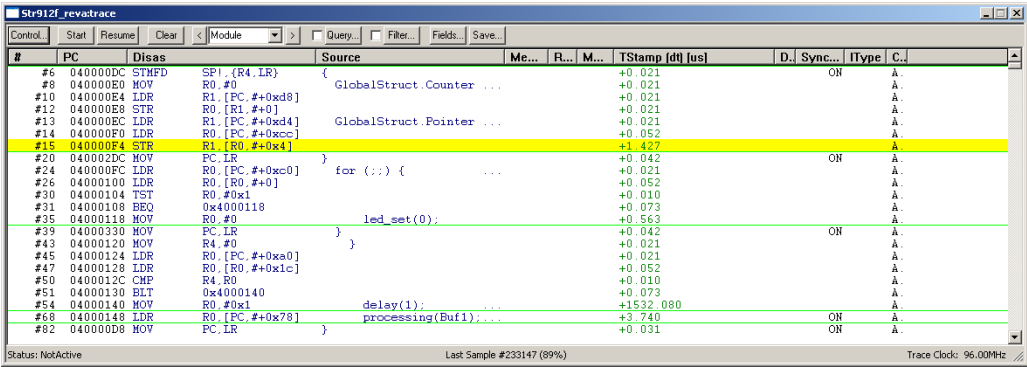 Str912f_reva:trace
Control... Start Resume Clear < Module > Query... Filter... Fields... Save...
# PC Disas Source Me... R... M... TStamp [dt] [us] D.. Sync... IType C..
#6 040000DC STMFD SP!,{R4,LR} { +0.021 ON A.
#8 040000E0 MOV R0,#0 GlobalStruct.Counter ... +0.021 A.
#10 040000E4 LDR R1,[PC,#+0xd8] +0.021 A.
#12 040000E8 STR R0,[R1,#+0] +0.021 A.
#13 040000EC LDR R1,[PC,#+0xd4] GlobalStruct.Pointer ... +0.021 A.
#14 040000F0 LDR R0,[PC,#+0xcc] +0.052 A.
#15 040000F4 STR R1,[R0,#+0x4] +1.427 A.
#20 040002DC MOV PC,LR } +0.042 ON A.
#24 040000FC LDR R0,[PC,#+0xc0] for (;;) { ... +0.021 A.
#26 04000100 LDR R0,[R0,#+0] +0.052 A.
#30 04000104 TST R0,#0x1 +0.010 A.
#31 04000108 BEQ 0x4000118 +0.073 A.
#35 04000118 MOV R0,#0 led_set(0); +0.563 A.
#39 04000330 MOV PC,LR } +0.042 ON A.
#43 04000120 MOV R4,#0 } +0.021 A.
#45 04000124 LDR R0,[PC,#+0xa0] +0.021 A.
#47 04000128 LDR R0,[R0,#+0x1c] +0.052 A.
#50 0400012C CMP R4,R0 +0.010 A.
#51 04000130 BLT 0x4000140 +0.073 A.
#54 04000140 MOV R0,#0x1 delay(1); ... +1532.080 A.
#68 04000148 LDR R0,[PC,#+0x78] processing(Buf1);... +3.740 ON A.
#82 040000D8 MOV PC,LR } +0.031 ON A.
Status: NotActive Last Sample #233147 (89%) Trace Clock: 96.00MHz